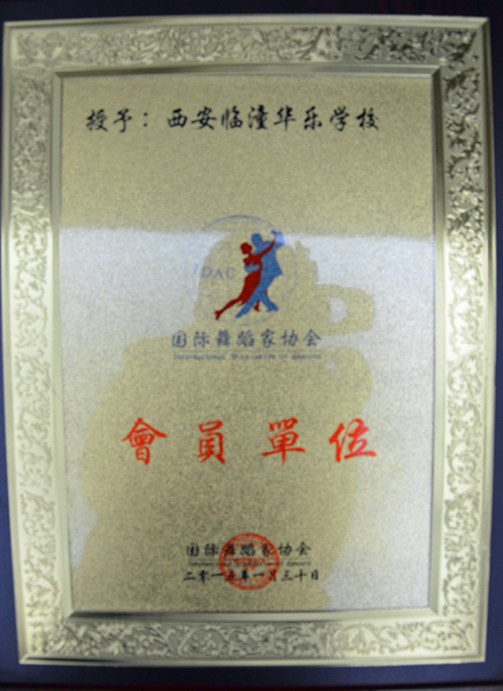 授予：西安临潼华乐学校
IDAC
国际舞蹈家协会
會員單位
国际舞蹈家协会
二零一五年一月三十日